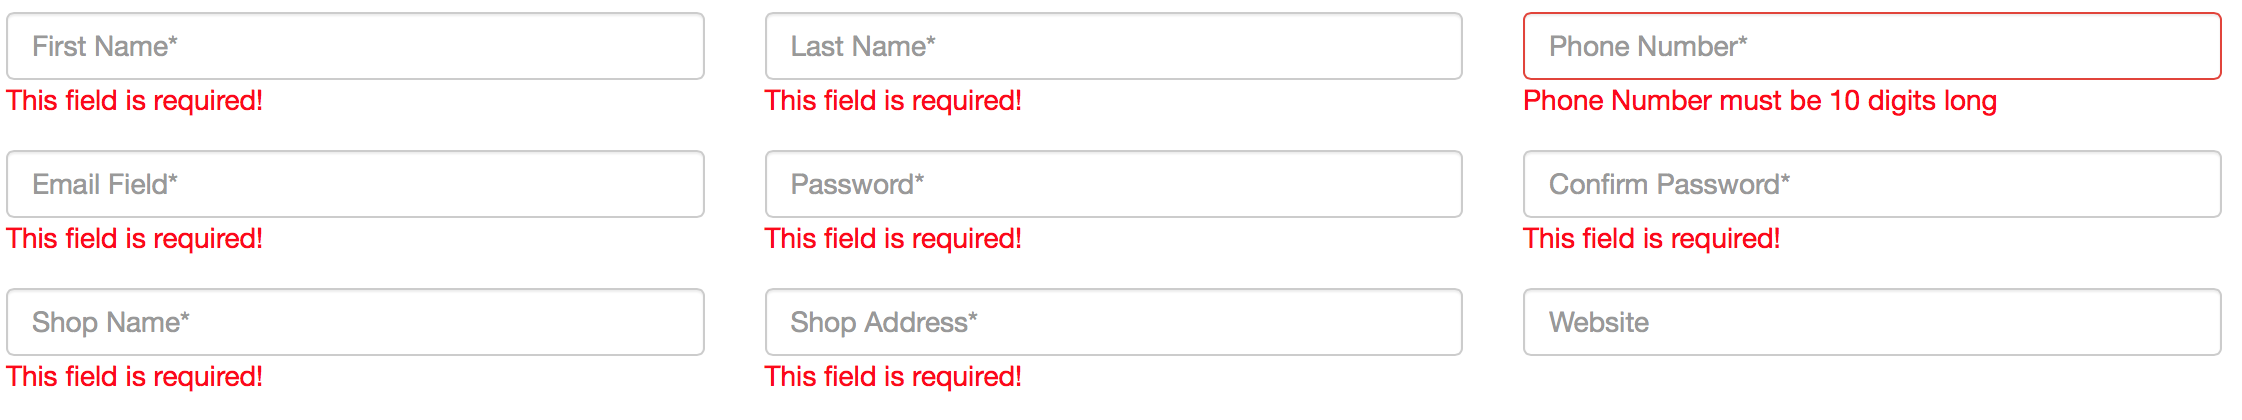 First Name*
Last Name*
Phone Number*
This field is required!
This field is required!
Phone Number must be 10 digits long
Email Field*
Password*
Confirm Password*
This field is required!
This field is required!
This field is required!
Shop Name*
Shop Address*
Website
This field is required!
This field is required!